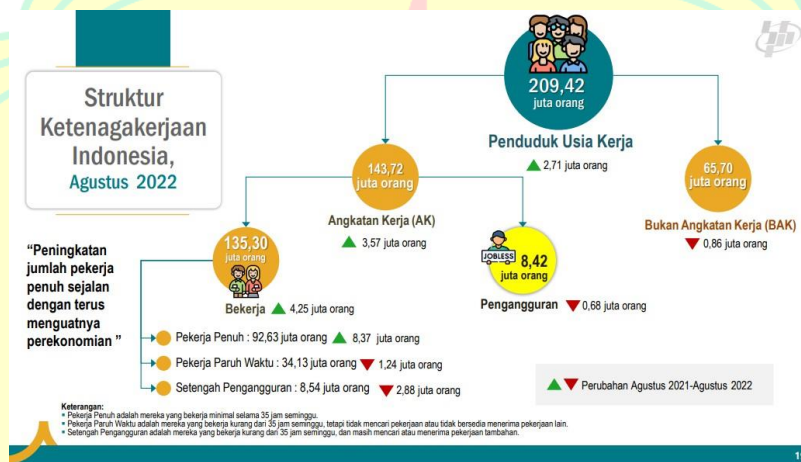 Struktur
Ketenagakerjaan
Indonesia,
Agustus 2022
209,42
juta orang
Penduduk Usia Kerja
2,71 juta orang
143,72
juta orang
Angkatan Kerja (AK)
3,57 juta orang
65,70
juta orang
Bukan Angkatan Kerja (BAK)
0,86 juta orang
135,30
juta orang
Bekerja 4,25 juta orang
JOBLESS
8,42
juta orang
Pengangguran 0,68 juta orang
“Peningkatan
jumlah pekerja
penuh sejalan
dengan terus
menguatnya
perekonomian ”
Pekerja Penuh : 92,63 juta orang 8,37 juta orang
Pekerja Paruh Waktu : 34,13 juta orang 1,24 juta orang
Setengah Pengangguran : 8,54 juta orang 2,88 juta orang
Perubahan Agustus 2021-Agustus 2022
Keterangan:
Pekerja Penuh adalah mereka yang bekerja minimal selama 35 jam seminggu.
Pekerja Paruh Waktu adalah mereka yang bekerja kurang dari 35 jam seminggu, tetapi tidak mencari pekerjaan atau tidak bersedia menerima pekerjaan lain.
Setengah Pengangguran adalah mereka yang bekerja kurang dari 35 jam seminggu, dan masih mencari atau menerima pekerjaan tambahan.